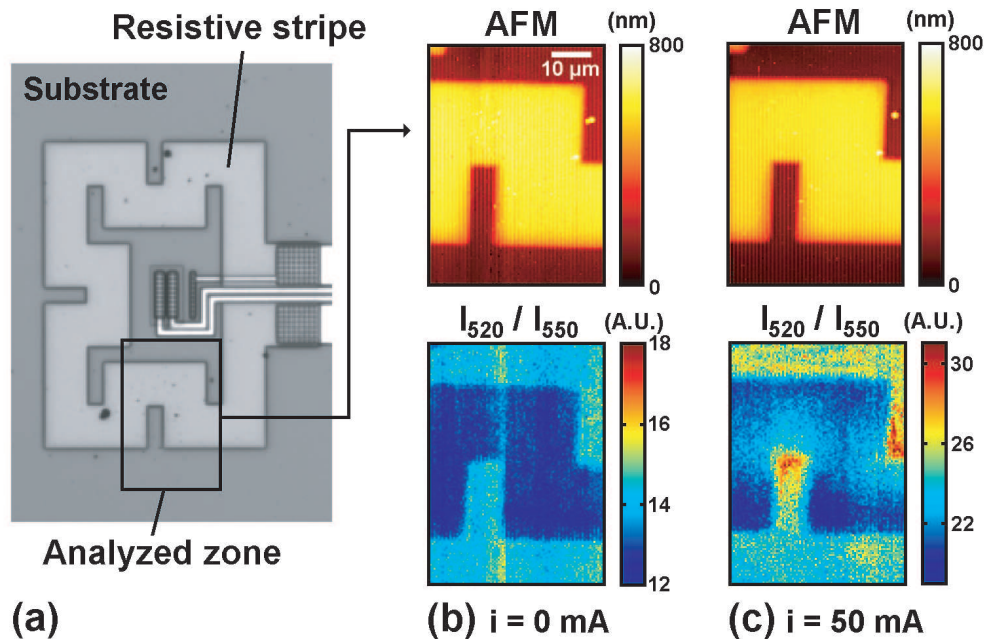 Resistive stripe
Substrate
Analyzed zone
(a)
AFM
(nm)
800
10 µm
0
I520 / I550
(A.U.)
18
16
14
12
(b) i = 0 mA
AFM
(nm)
800
0
I520 / I550
(A.U.)
30
26
24
22
(c) i = 50 mA